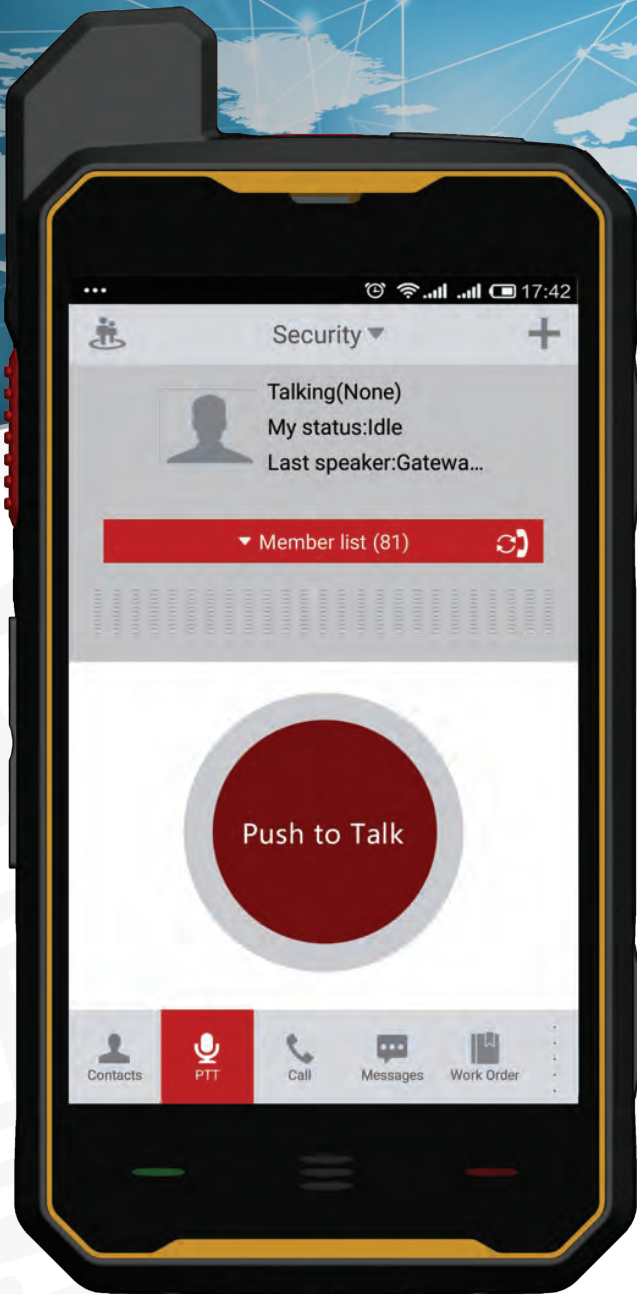 17:42
Security
Talking(None)
My status:Idle
Last speaker:Gatewa...
Member list (81)
Push to Talk
Contacts
PTT
Call
Messages
Work Order